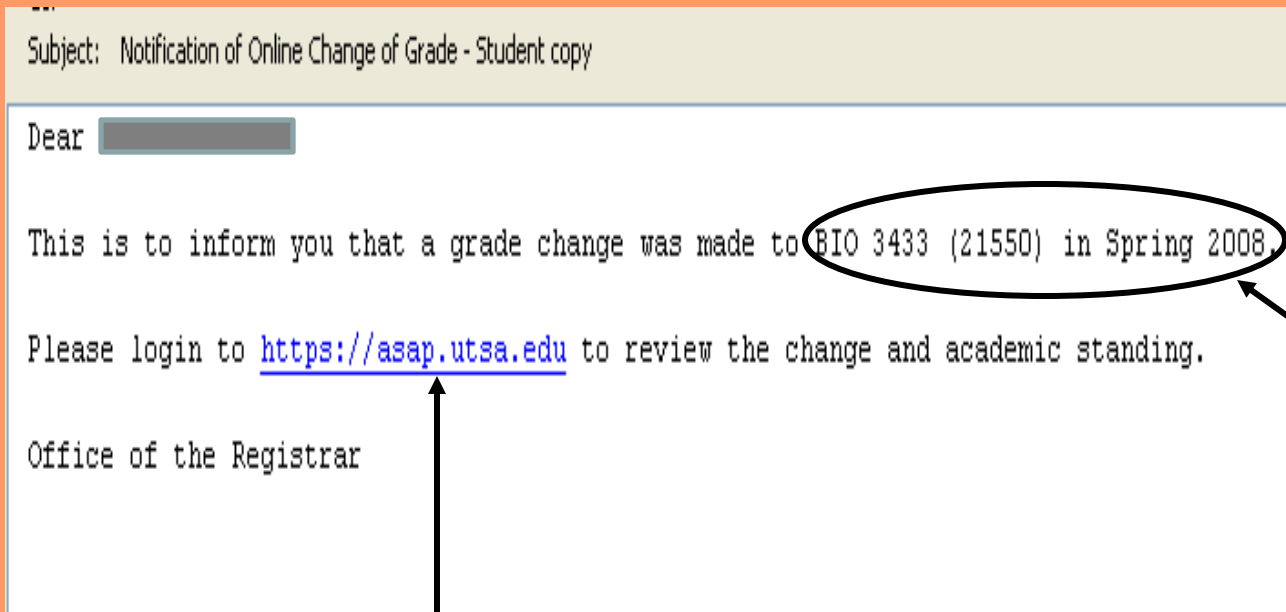 Subject: Notification of Online Change of Grade - Student copy
Dear
This is to inform you that a grade change was made to BIO 3433 (21550) in Spring 2008.
Please login to https://asap.utsa.edu to review the change and academic standing.
Office of the Registrar